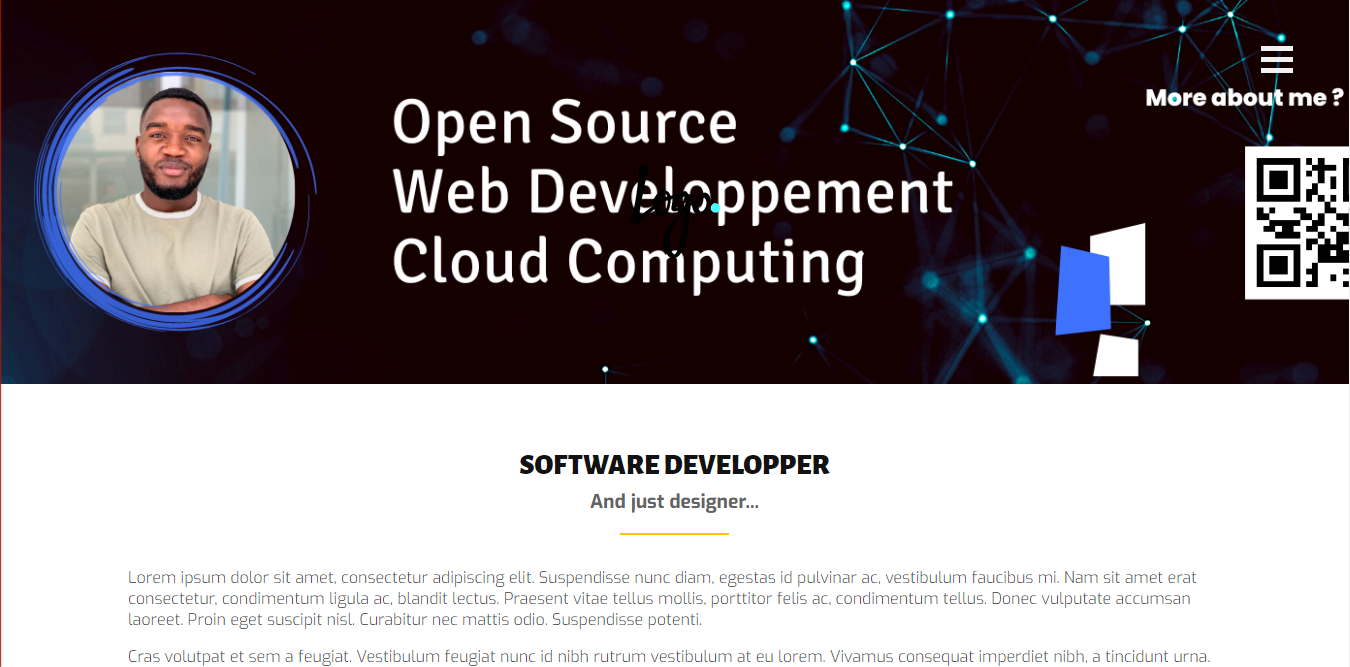 More about me ?
Open Source
Web Developpement
Logo.
Cloud Computing
SOFTWARE DEVELOPPER
And just designer...
Lorem ipsum dolor sit amet, consectetur adipiscing elit. Suspendisse nunc diam, egestas id pulvinar ac, vestibulum faucibus mi. Nam sit amet erat
consectetur, condimentum ligula ac, blandit lectus. Praesent vitae tellus mollis, porttitor felis ac, condimentum tellus. Donec vulputate accumsan
laoreet. Proin eget suscipit nisl. Curabitur nec mattis odio. Suspendisse potenti.
Cras volutpat et sem a feugiat. Vestibulum feugiat nunc id nibh rutrum vestibulum at eu lorem. Vivamus consequat imperdiet nibh, a tincidunt urna.